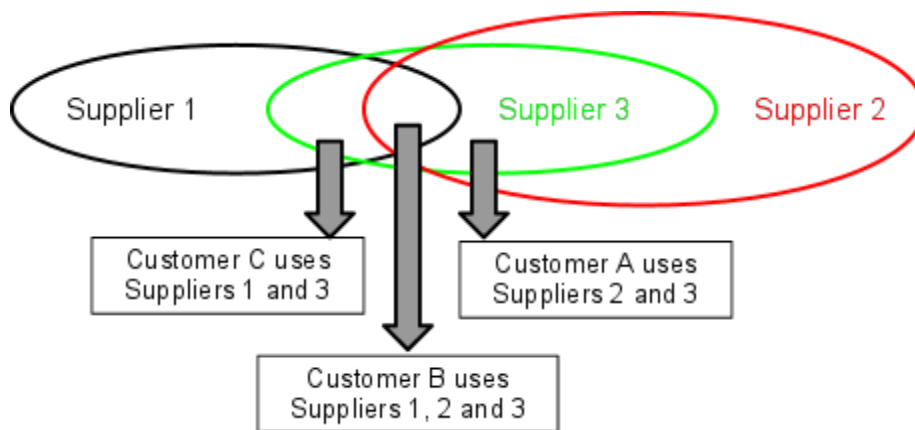 Supplier 1
Supplier 3
Supplier 2
Customer C uses
Suppliers 1 and 3
Customer A uses
Suppliers 2 and 3
Customer B uses
Suppliers 1, 2 and 3